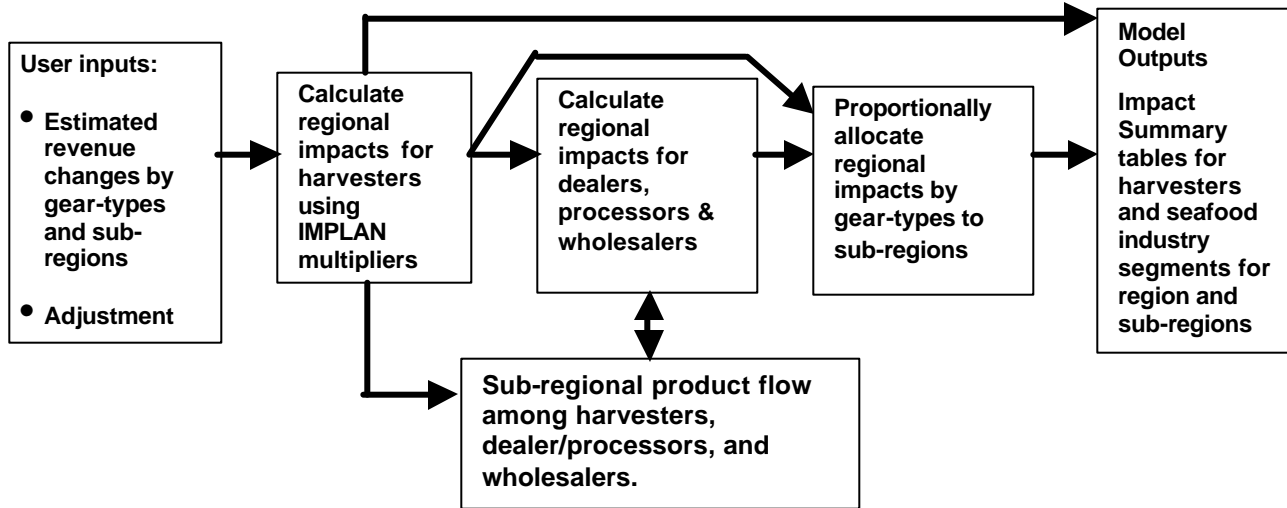 User inputs:
• Estimated
revenue
changes by
gear-types
and sub-
regions
• Adjustment
Calculate
regional
impacts for
harvesters
using
IMPLAN
multipliers
Calculate
regional
impacts for
dealers,
processors &
wholesalers
Proportionally
allocate
regional
impacts by
gear-types to
sub-regions
Model
Outputs
Impact
Summary
tables for
harvesters
and seafood
industry
segments for
region and
sub-regions
Sub-regional product flow
among harvesters,
dealer/processors, and
wholesalers.